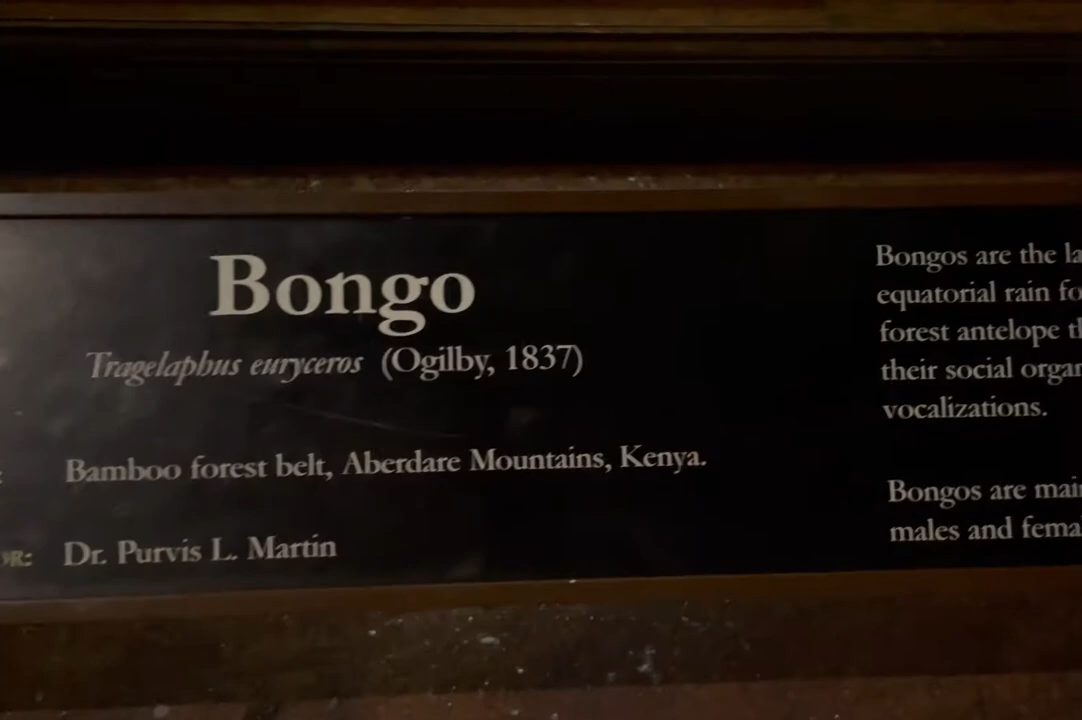 Bongo
Tragelaphus euryceros (Ogilby, 1837)
Bamboo forest belt, Aberdare Mountains, Kenya.
Dr. Purvis L. Martin
Bongos are the
equatorial rain
forest antelope
their social
vocalizations.
Bongos are
males and